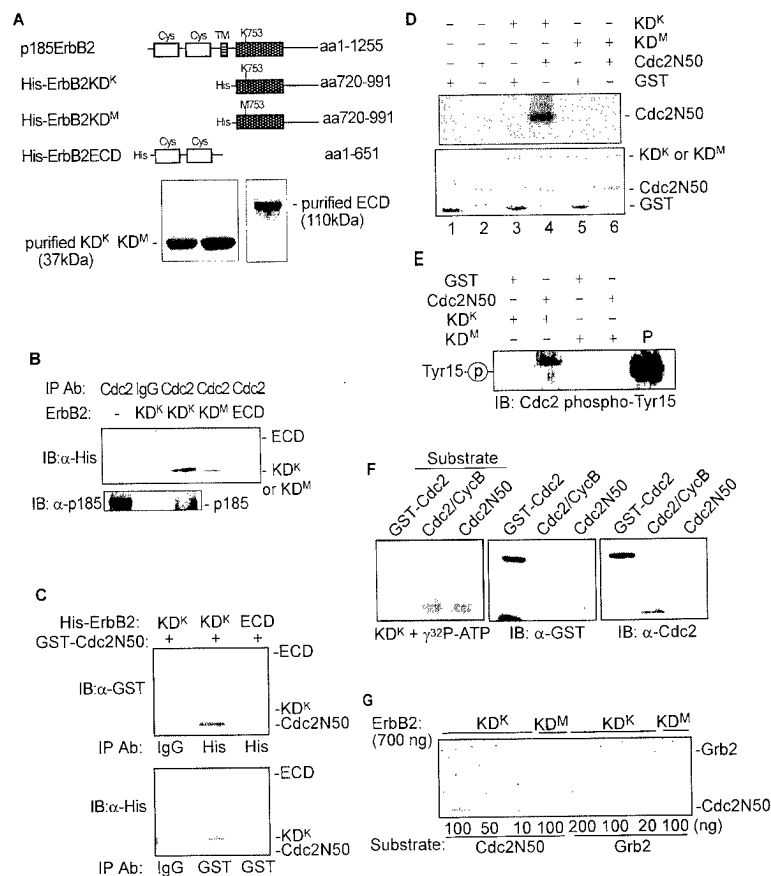 A
Cys Cys TM K753
p185ErbB2 aa1-1255
K753
His-ErbB2KDᴷ His aa720-991
M753
His-ErbB2KDᴹ His aa720-991
Cys Cys
His-ErbB2ECD His aa1-651
- purified ECD
(110kDa)
purified KDᴷ KDᴹ -
(37kDa)
B
IP Ab: Cdc2 IgG Cdc2 Cdc2 Cdc2
ErbB2: - KDᴷ KDᴷ KDᴹ ECD
IB:α-His
- ECD
- KDᴷ
or KDᴹ
IB: α-p185 - p185
C
His-ErbB2: KDᴷ KDᴷ ECD
GST-Cdc2N50: + + +
IB:α-GST
-ECD
-KDᴷ
-Cdc2N50
IP Ab: IgG His His
IB:α-His
-ECD
-KDᴷ
-Cdc2N50
IP Ab: IgG GST GST
D
- - + + - - KDᴷ
- - - - + + KDᴹ
- + - + - + Cdc2N50
+ - + - + - GST
- Cdc2N50
- KDᴷ or KDᴹ
- Cdc2N50
- GST
1 2 3 4 5 6
E
GST + - + -
Cdc2N50 - + - +
KDᴷ + + - -
KDᴹ - - + + P
Tyr15-p
IB: Cdc2 phospho-Tyr15
F
Substrate
GST-Cdc2 Cdc2/CycB Cdc2N50 GST-Cdc2 Cdc2/CycB Cdc2N50 GST-Cdc2 Cdc2/CycB Cdc2N50
KDᴷ + γ³²P-ATP IB: α-GST IB: α-Cdc2
G
ErbB2: KDᴷ KDᴹ KDᴷ KDᴹ
(700 ng)
-Grb2
-Cdc2N50
100 50 10 100 200 100 20 100 (ng)
Substrate: Cdc2N50 Grb2